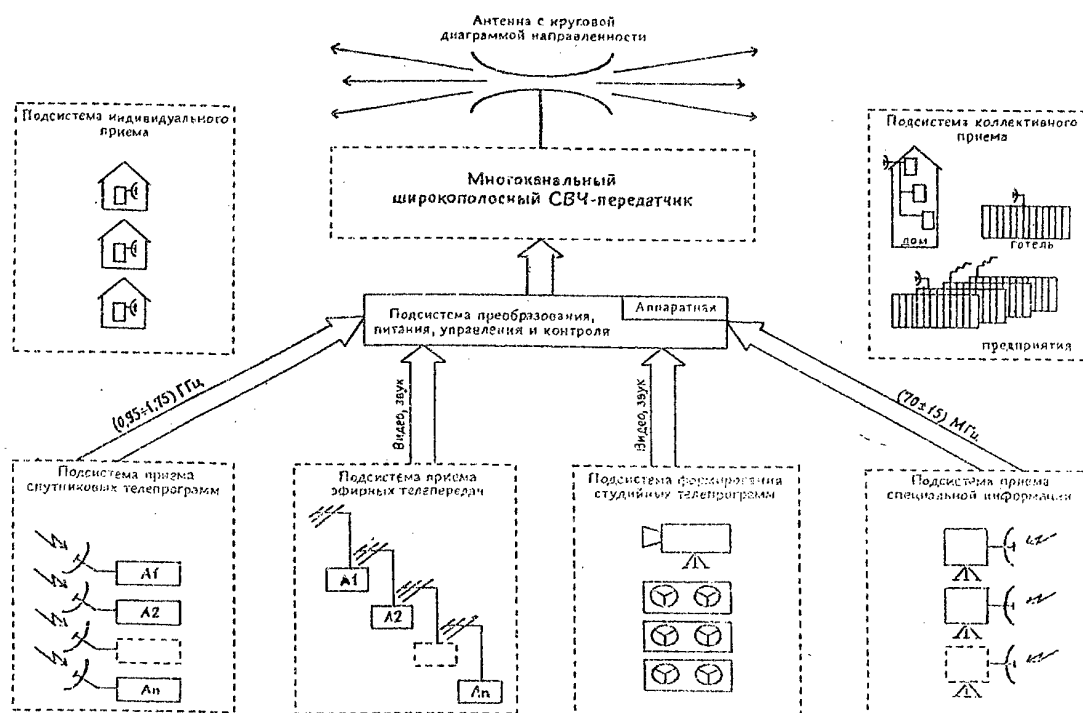 Антенна с круговой
диаграммой направленности
Подсистема индивидуального
приема
Подсистема коллективного
приема
Многоканальный
широкополосный СВЧ-передатчик
дом
готель
предприятия
Подсистема преобразования,
питания, управления и контроля
Аппаратная
(0,95÷1,75) ГГц
Видео, звук
Видео, звук
(70±15) МГц
Подсистема приема
спутниковых телепрограмм
А1
А2
Аn
Подсистема приема
эфирных телепередач
А1
А2
Аn
Подсистема формирования
студийных телепрограмм
Подсистема приема
специальной информации